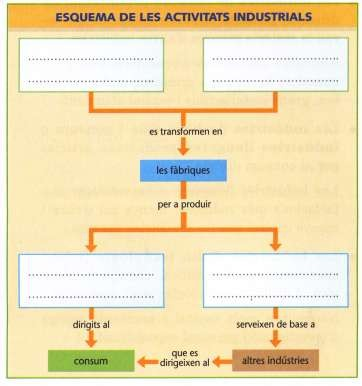 ESQUEMA DE LES ACTIVITATS INDUSTRIALS
es transformen en
les fàbriques
per a produir
dirigits al
serveixen de base a
consum
que es
dirigeixen al
altres indústries